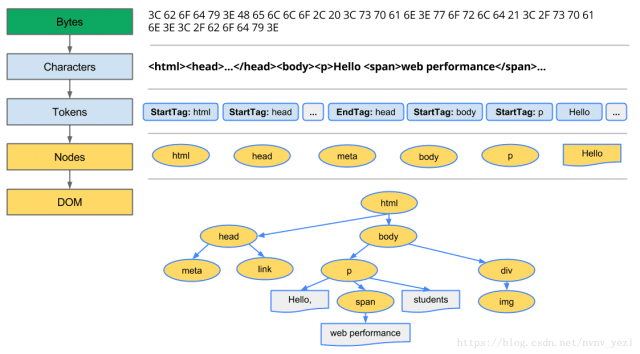 Bytes
3C 62 6F 64 79 3E 48 65 6C 6C 6F 2C 20 3C 73 70 61 6E 3E 77 6F 72 6C 64 21 3C 2F 73 70 61
6E 3E 3C 2F 62 6F 64 79 3E
Characters
<html><head>...</head><body><p>Hello <span>web performance</span>...
Tokens
StartTag: html
StartTag: head
...
EndTag: head
StartTag: body
StartTag: p
Hello
...
Nodes
html
head
meta
body
p
Hello
DOM
html
head
body
meta
link
p
div
Hello,
span
students
img
web performance
https://blog.csdn.net/nvnv_yezi